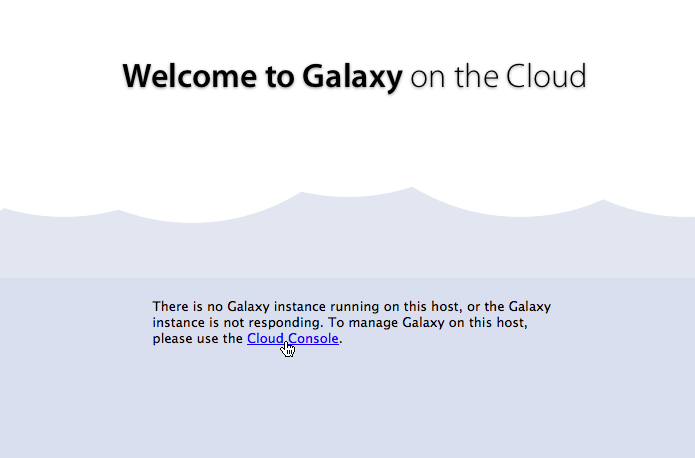 Welcome to Galaxy on the Cloud
There is no Galaxy instance running on this host, or the Galaxy
instance is not responding. To manage Galaxy on this host,
please use the Cloud Console.